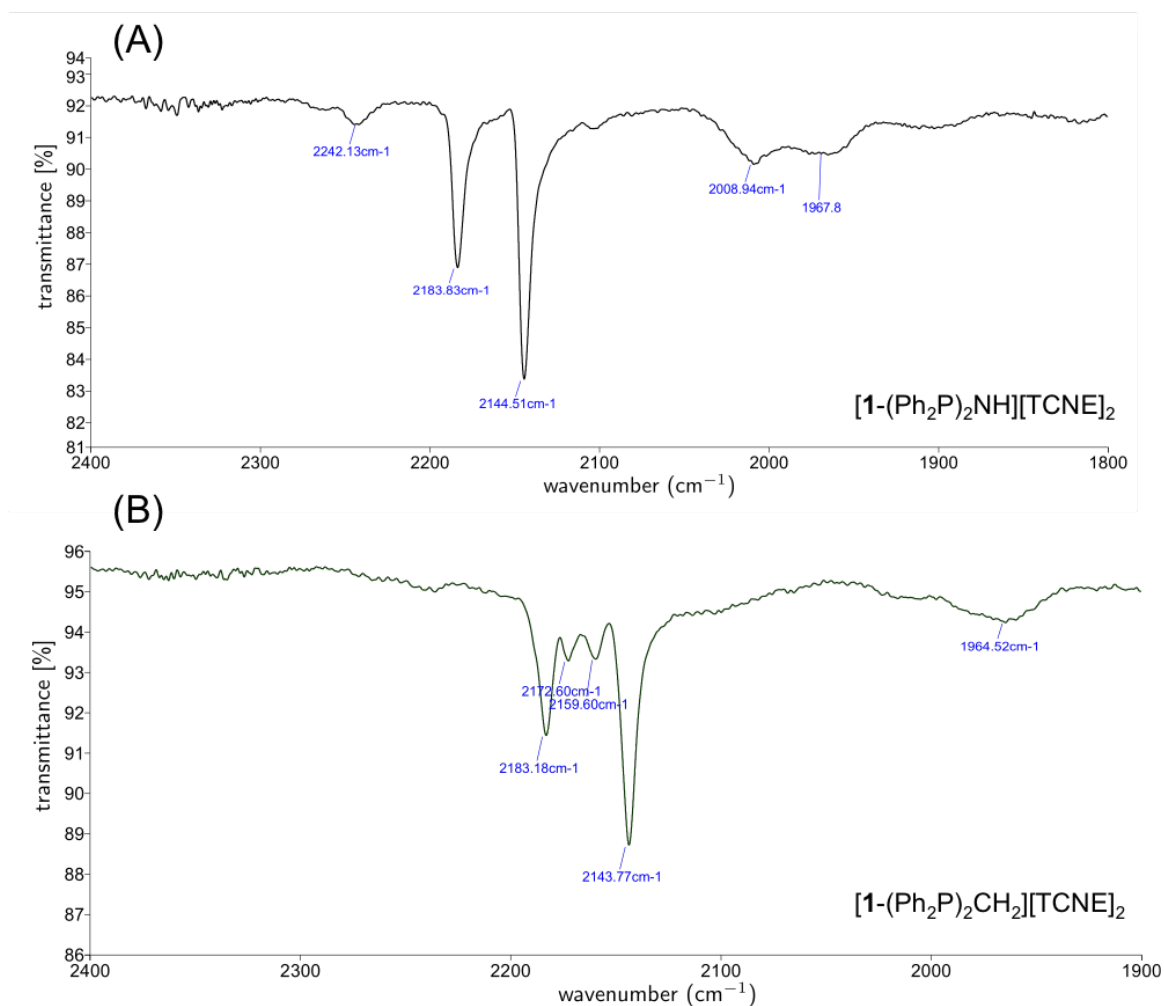 (A)
94
93
92
91
90
89
88
87
86
85
84
83
82
81
transmittance [%]
2242.13cm-1
2183.83cm-1
2144.51cm-1
2008.94cm-1
1967.8
[1-(Ph₂P)₂NH][TCNE]₂
2400
2300
2200
2100
2000
1900
1800
wavenumber (cm⁻¹)
(B)
96
95
94
93
92
91
90
89
88
87
86
transmittance [%]
2172.60cm-1
2159.60cm-1
2183.18cm-1
2143.77cm-1
1964.52cm-1
[1-(Ph₂P)₂CH₂][TCNE]₂
2400
2300
2200
2100
2000
1900
wavenumber (cm⁻¹)